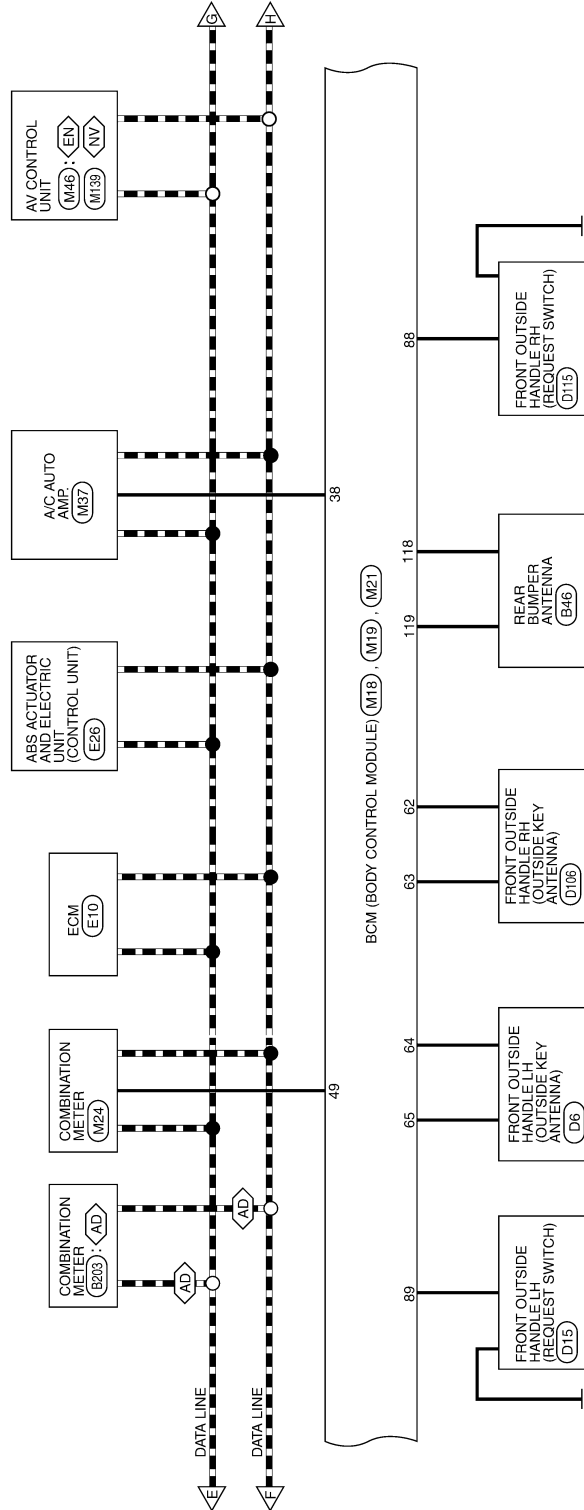 DATA LINE
DATA LINE
E
F
G
H
COMBINATION
METER
B203 : AD
AD
AD
COMBINATION
METER
M24
ECM
E10
ABS ACTUATOR
AND ELECTRIC
UNIT
(CONTROL UNIT)
E26
A/C AUTO
AMP.
M37
AV CONTROL
UNIT
M46 : EN
M139 NV
49
38
BCM (BODY CONTROL MODULE) M18 , M19 , M21
89
65
64
63
62
119
118
88
FRONT OUTSIDE
HANDLE LH
(REQUEST SWITCH)
D15
FRONT OUTSIDE
HANDLE LH
(OUTSIDE KEY
ANTENNA)
D6
FRONT OUTSIDE
HANDLE RH
(OUTSIDE KEY
ANTENNA)
D106
REAR
BUMPER
ANTENNA
B46
FRONT OUTSIDE
HANDLE RH
(REQUEST SWITCH)
D115